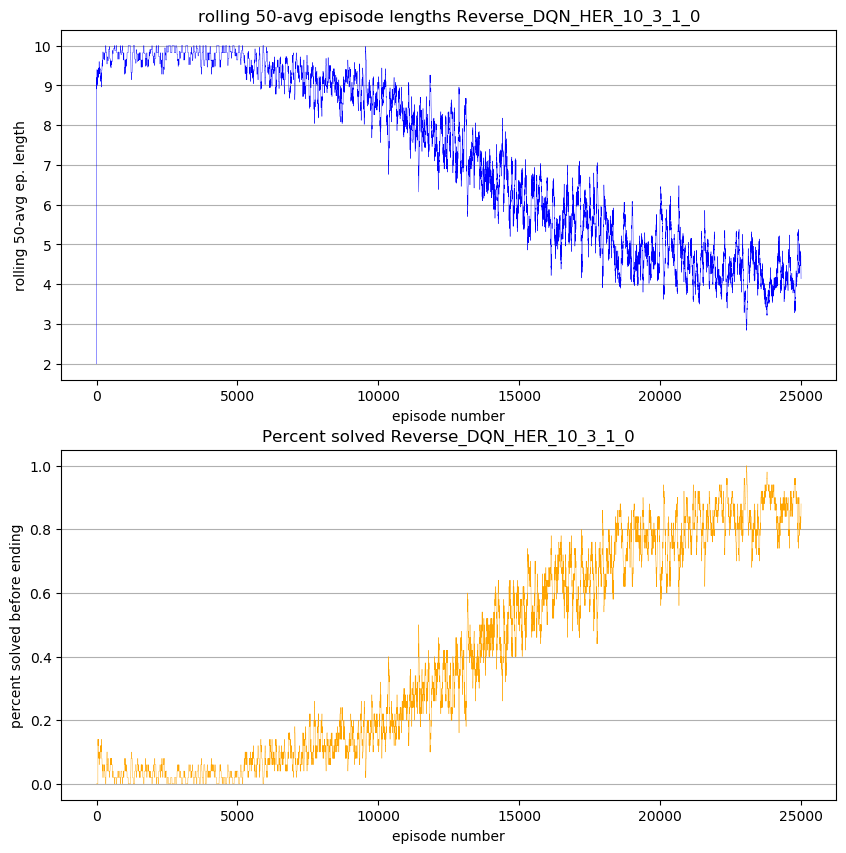 rolling 50-avg episode lengths Reverse_DQN_HER_10_3_1_0
rolling 50-avg ep. length
10
9
8
7
6
5
4
3
2
0 5000 10000 15000 20000 25000
episode number
Percent solved Reverse_DQN_HER_10_3_1_0
percent solved before ending
1.0
0.8
0.6
0.4
0.2
0.0
0 5000 10000 15000 20000 25000
episode number